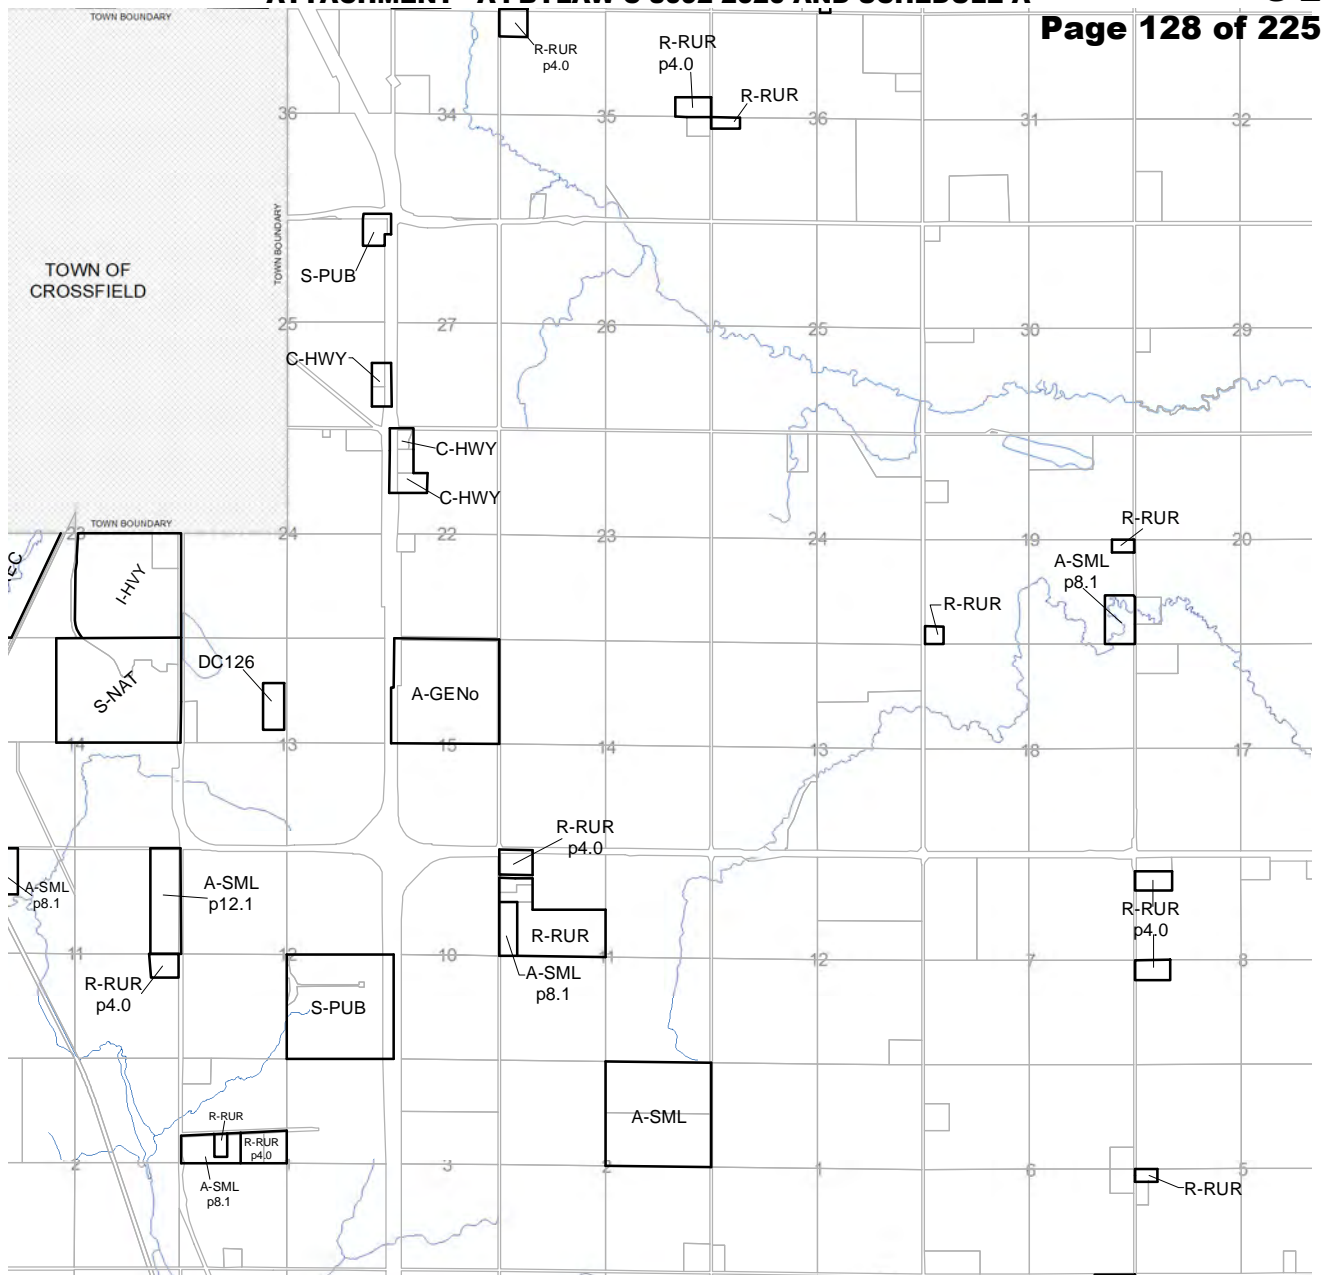 Page 128 of 225
TOWN BOUNDARY
R-RUR
p4.0
R-RUR
p4.0
R-RUR
36
34
35
36
31
32
TOWN BOUNDARY
S-PUB
TOWN OF
CROSSFIELD
25
27
26
25
30
29
C-HWY
C-HWY
C-HWY
TOWN BOUNDARY
23
24
22
23
24
19
20
R-RUR
A-SML
p8.1
I-HVY
R-RUR
DC126
S-NAT
A-GENo
14
13
15
14
13
18
17
R-RUR
p4.0
A-SML
p8.1
A-SML
p12.1
R-RUR
p4.0
R-RUR
11
12
10
11
12
7
8
A-SML
p8.1
R-RUR
p4.0
S-PUB
A-SML
R-RUR
R-RUR
p4.0
2
1
3
2
1
6
5
A-SML
p8.1
R-RUR